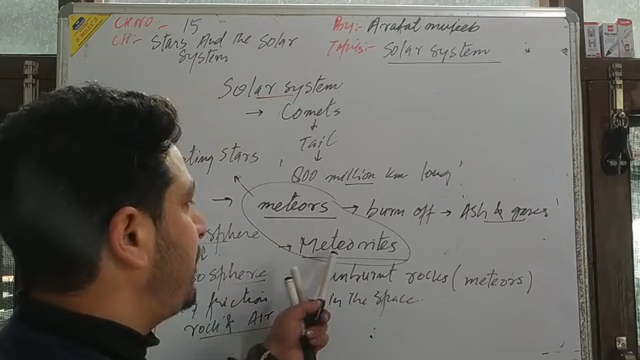 CH NO :- 15
By:- Arafat mujeeb
CH:- Stars And the Solar System
Topic:- Solar system
Solar system
→ Comets
↓
Tail
↓
800 million km long'
ting stars '
→ meteors → burn off → 'Ash & gases'
sphere → Meteorites
osphere unburnt rocks (meteors)
friction In the space.
rock & Air